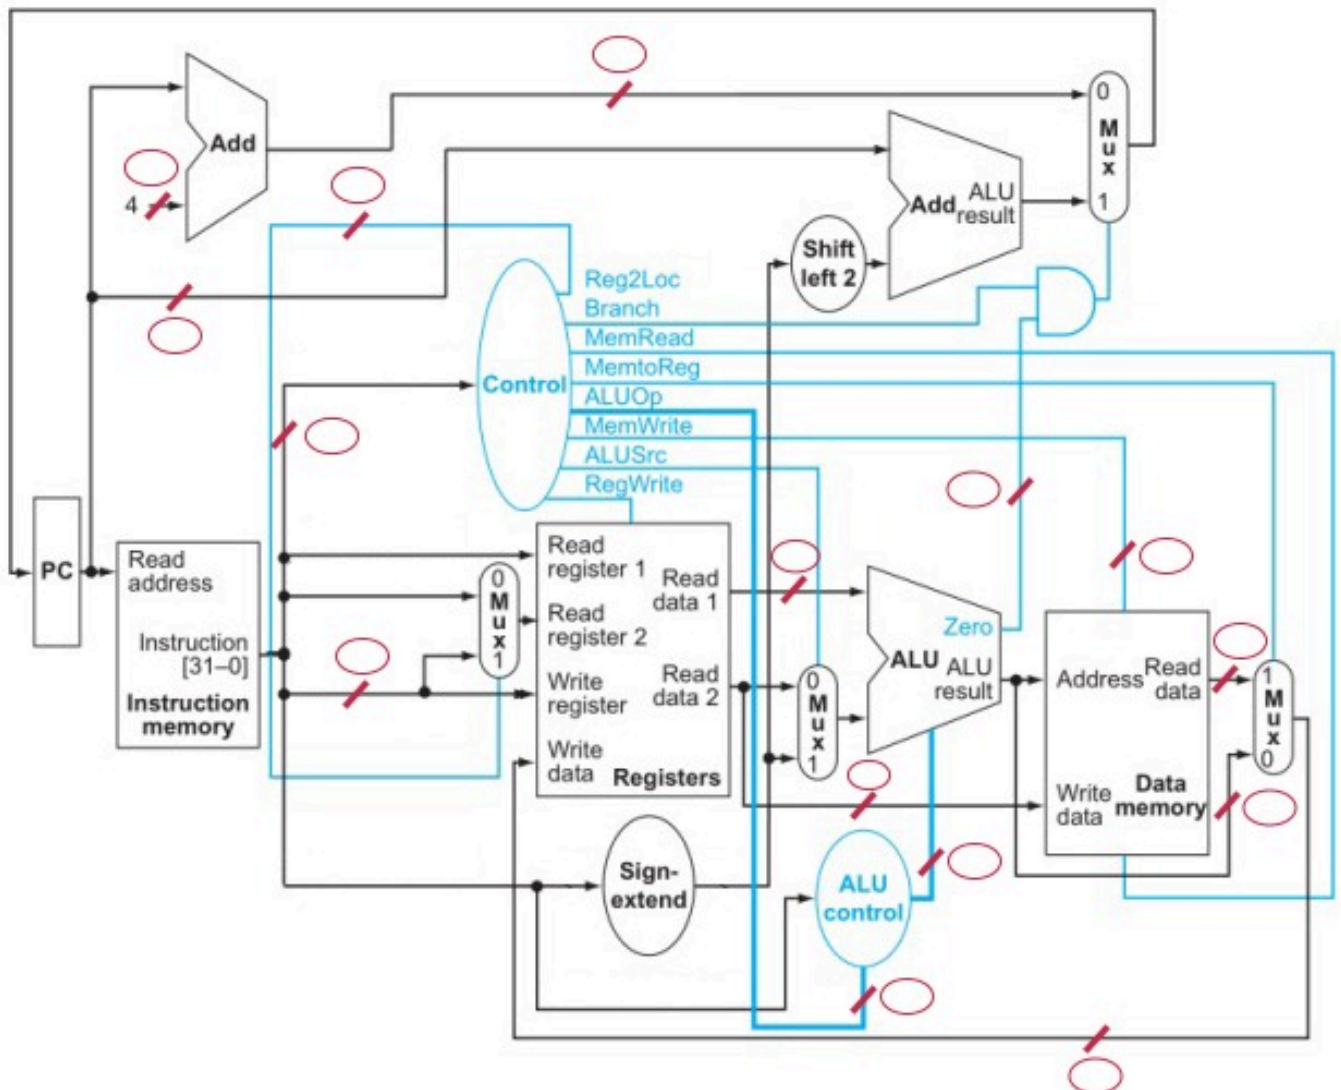 0
M
u
x
1
Add
4
Add
ALU
result
Shift
left 2
Reg2Loc
Branch
MemRead
MemtoReg
ALUOp
MemWrite
ALUSrc
RegWrite
Control
PC
Read
address
Instruction
[31–0]
Instruction
memory
0
M
u
x
1
Read
register 1
Read
register 2
Write
register
Write
data
Read
data 1
Read
data 2
Registers
0
M
u
x
1
Zero
ALU
ALU
result
Address
Read
data
Write
data
Data
memory
1
M
u
x
0
Sign-
extend
ALU
control